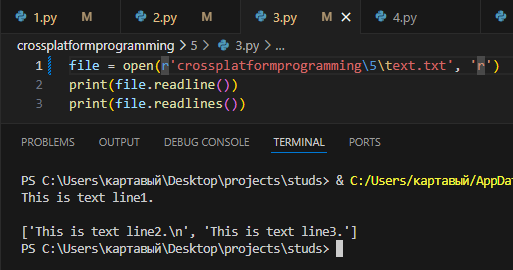 1.py M 2.py M 3.py M × 4.py
crossplatformprogramming > 5 > 3.py > ...
1 file = open(r'crossplatformprogramming\5\text.txt', 'r')
2 print(file.readline())
3 print(file.readlines())
PROBLEMS OUTPUT DEBUG CONSOLE TERMINAL PORTS
PS C:\Users\картавый\Desktop\projects\studs> & C:/Users/картавый/AppDat
This is text line1.
['This is text line2.\n', 'This is text line3.']
PS C:\Users\картавый\Desktop\projects\studs>